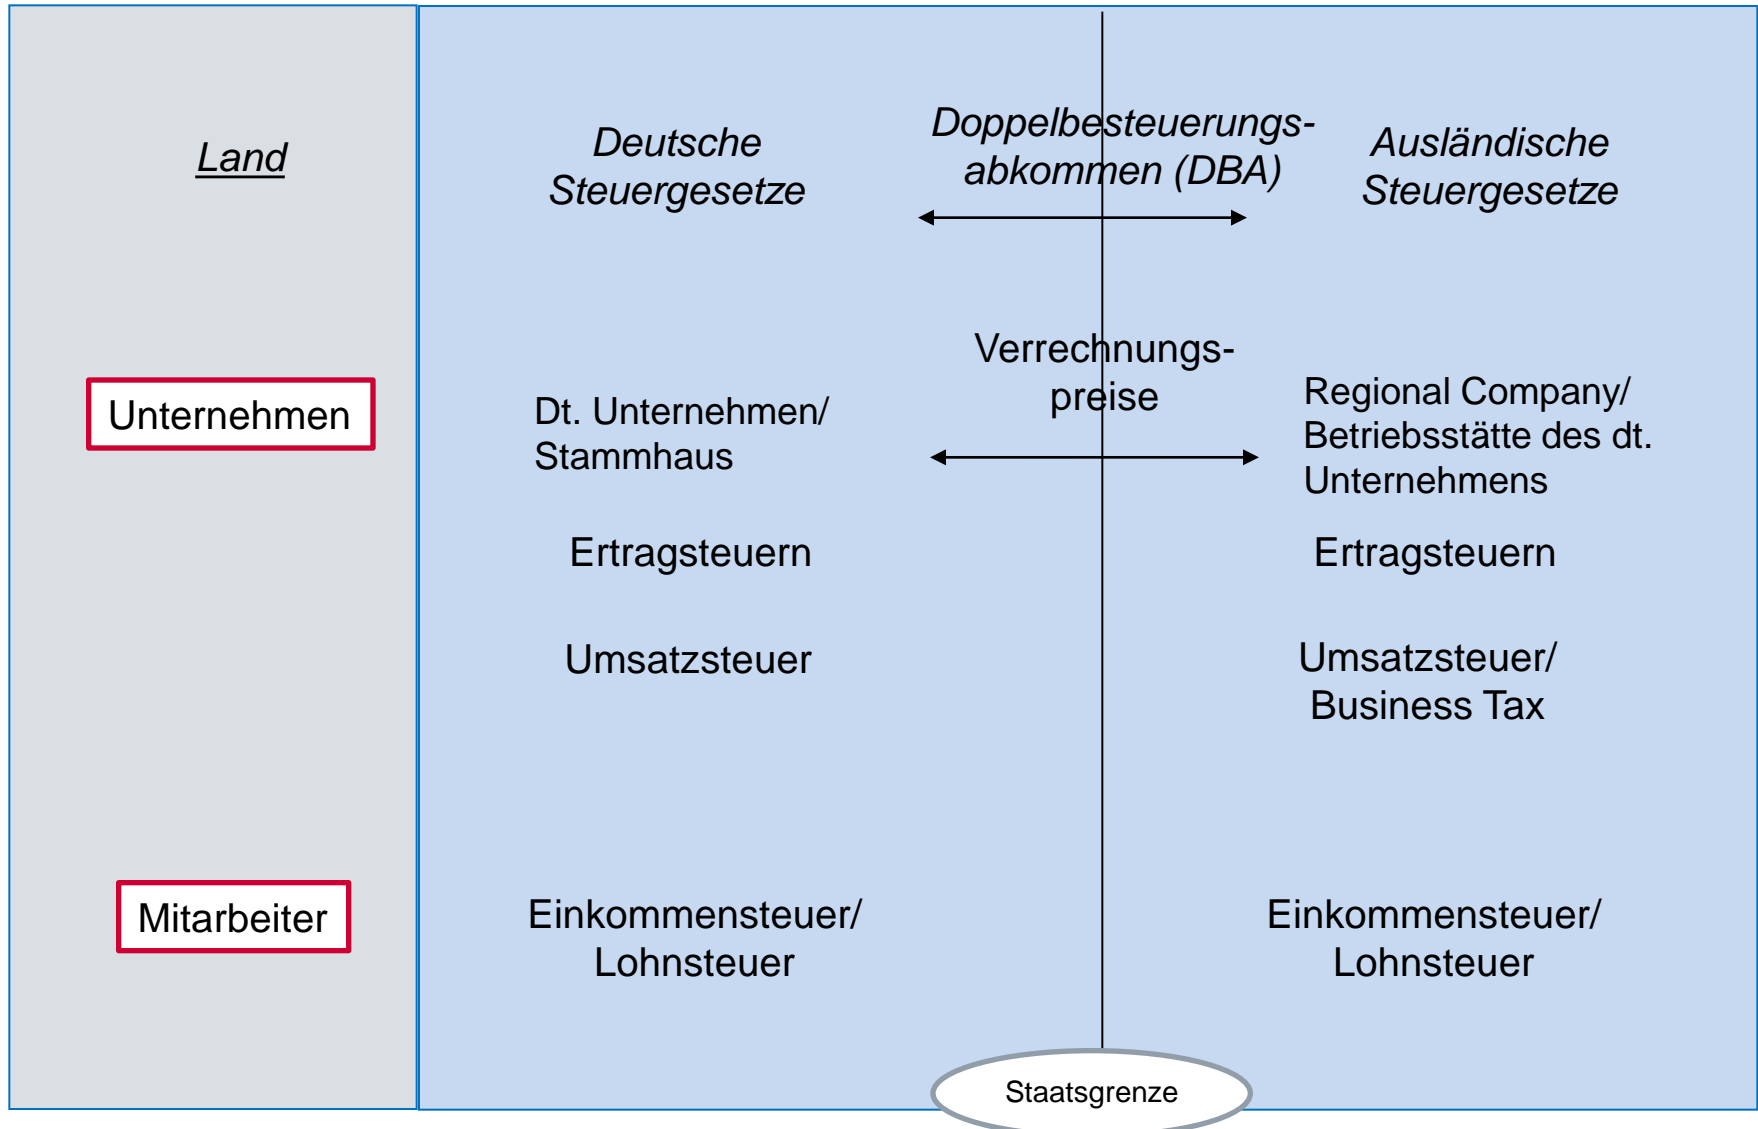 Land
Deutsche
Steuergesetze
Doppelbesteuerungs-
abkommen (DBA)
Ausländische
Steuergesetze
Unternehmen
Dt. Unternehmen/
Stammhaus
Verrechnungs-
preise
Regional Company/
Betriebsstätte des dt.
Unternehmens
Ertragsteuern
Ertragsteuern
Umsatzsteuer
Umsatzsteuer/
Business Tax
Mitarbeiter
Einkommensteuer/
Lohnsteuer
Einkommensteuer/
Lohnsteuer
Staatsgrenze